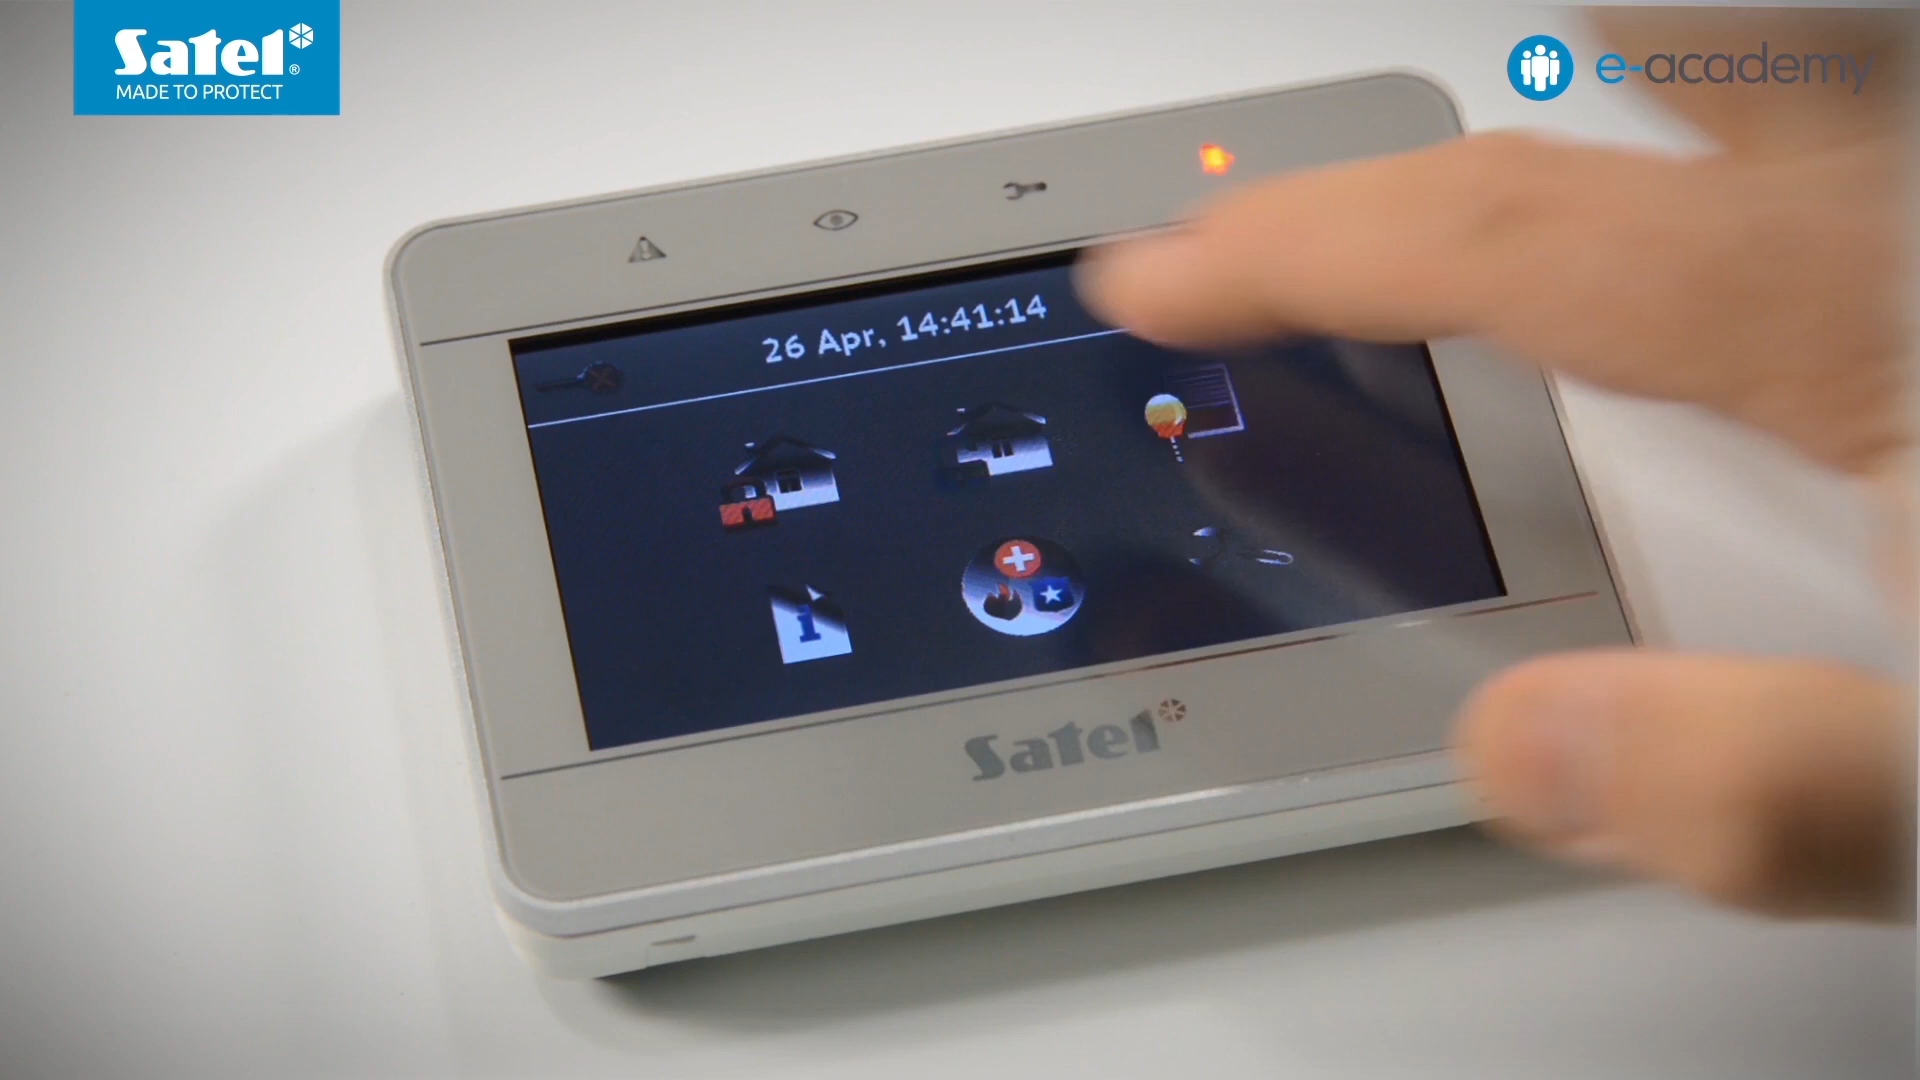 Satel®
MADE TO PROTECT
e-academy
26 Apr, 14:41:14
i
Satel